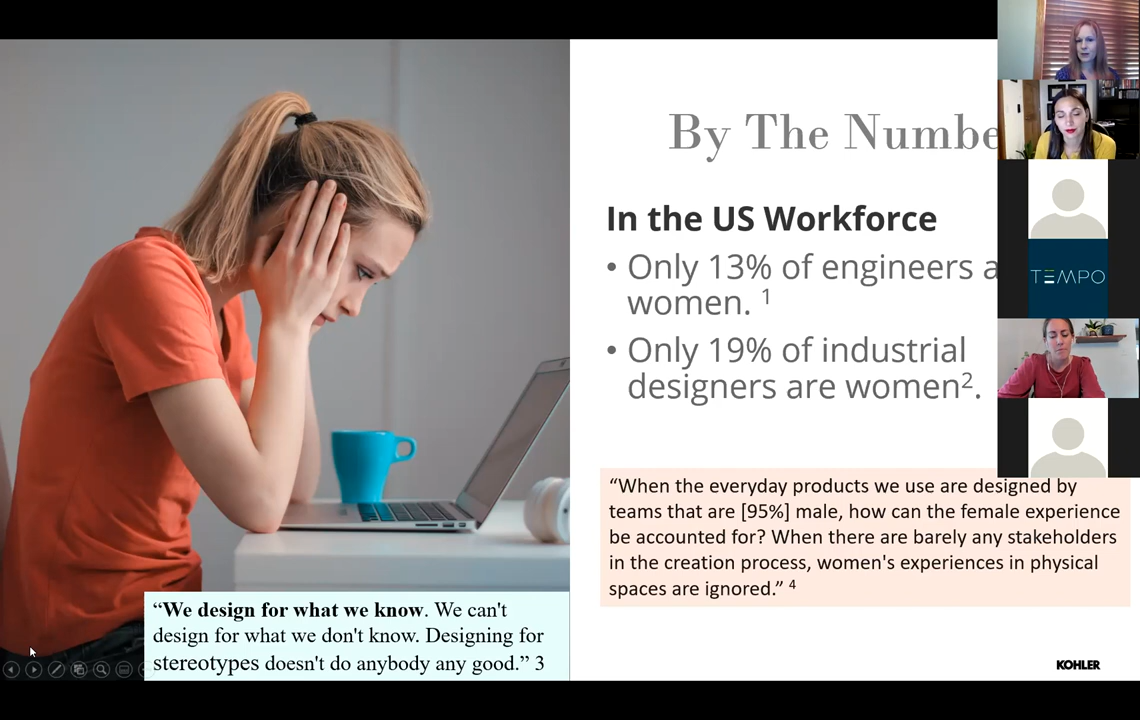 By The Numbe
In the US Workforce
• Only 13% of engineers a
women. 1
• Only 19% of industrial
designers are women2.
“When the everyday products we use are designed by
teams that are [95%] male, how can the female experience
be accounted for? When there are barely any stakeholders
in the creation process, women's experiences in physical
spaces are ignored.” 4
“We design for what we know. We can't
design for what we don't know. Designing for
stereotypes doesn't do anybody any good.” 3
KOHLER
TEMPO